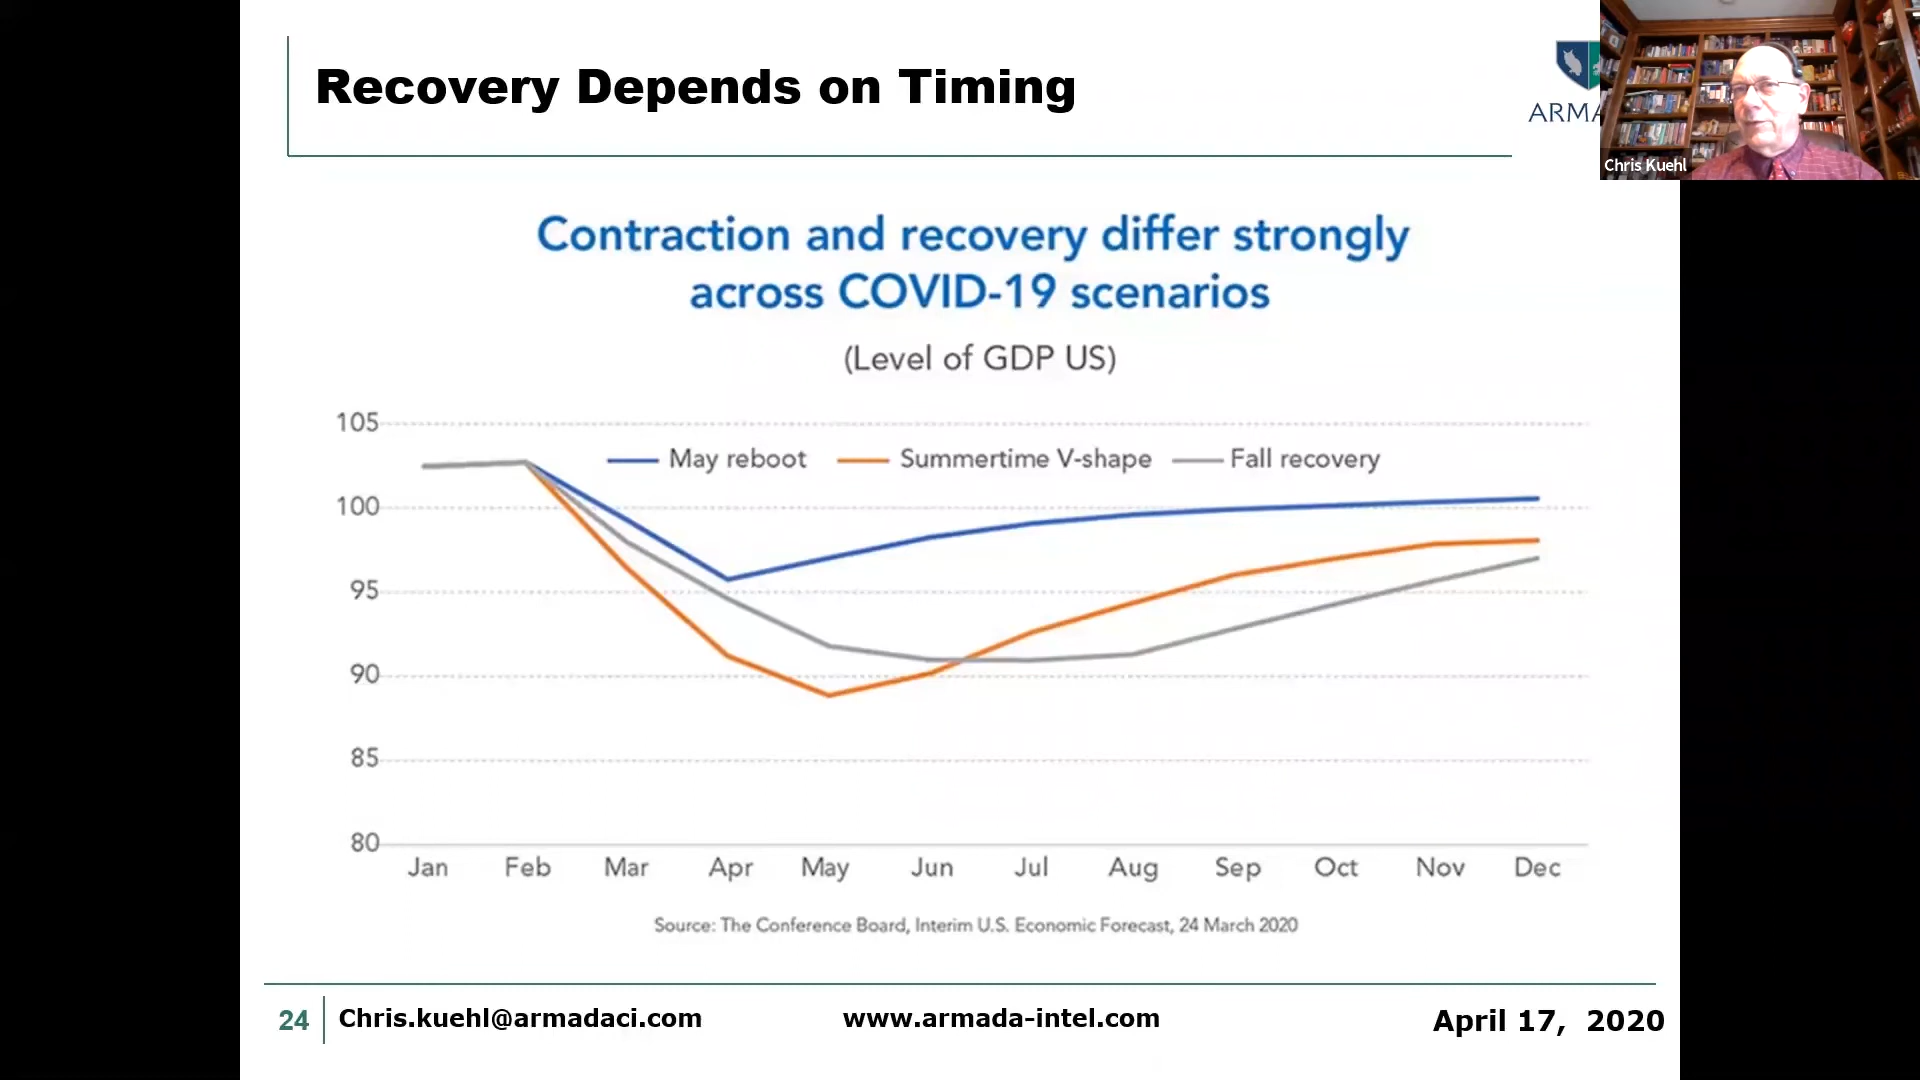 Recovery Depends on Timing
ARMA
Chris Kuehl
Contraction and recovery differ strongly
across COVID-19 scenarios
(Level of GDP US)
105
May reboot Summertime V-shape Fall recovery
100
95
90
85
80
Jan Feb Mar Apr May Jun Jul Aug Sep Oct Nov Dec
Source: The Conference Board, Interim U.S. Economic Forecast, 24 March 2020
24 Chris.kuehl@armadaci.com www.armada-intel.com April 17, 2020